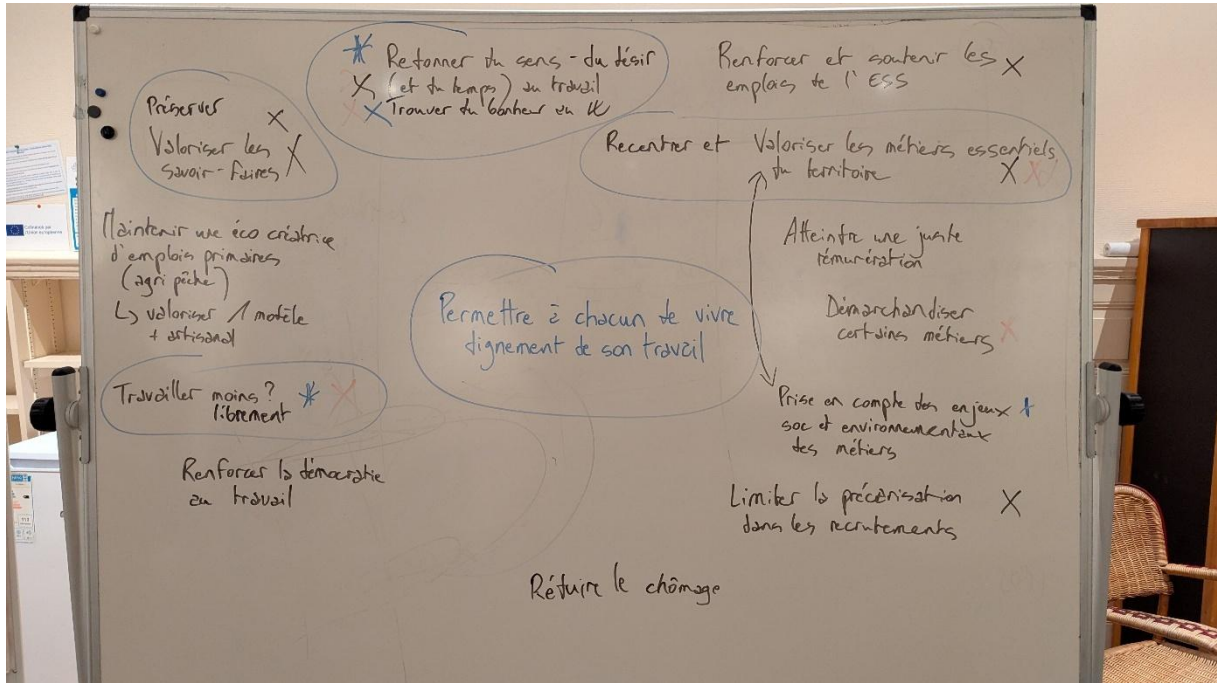 Redonner du sens - du désir
(et du temps) au travail
Trouver du bonheur au
Renforcer et soutenir les
emplois de l'ESS
Préserver
Valoriser les
savoir-faires
Recentrer et Valoriser les métiers essentiels
du territoire
Maintenir une éco créatrice
d'emplois primaires
(agri pêche)
↳ valoriser 1 modèle
+ artisanal
Permettre à chacun de vivre
dignement de son travail
Atteindre une juste
rémunération
Démarchandiser
certains métiers
Travailler moins ?
librement
Prise en compte des enjeux
soc et environnementaux
des métiers
Renforcer la démocratie
au travail
Limiter la précarisation
dans les recrutements
Réduire le chômage